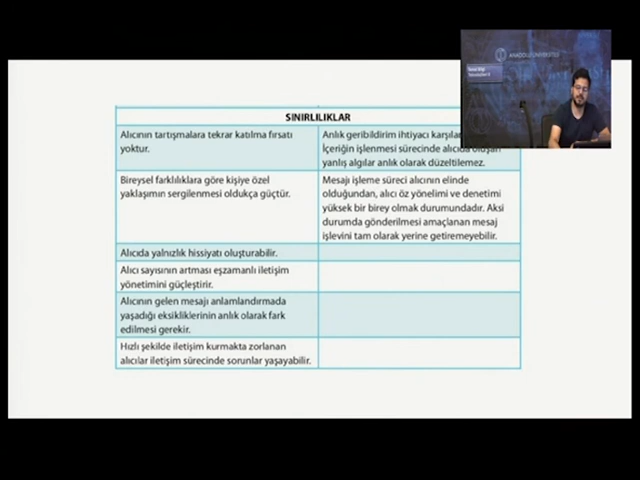 ANADOLU ÜNİVERSİTESİ
SINIRLILIKLAR
Alıcının tartışmalara tekrar katılma fırsatı
yoktur.
Anlık geribildirim ihtiyacı karşıla
İçeriğin işlenmesi sürecinde alıcıda oluşan
yanlış algılar anlık olarak düzeltilemez.
Bireysel farklılıklara göre kişiye özel
yaklaşımın sergilenmesi oldukça güçtür.
Mesajı işleme süreci alıcının elinde
olduğundan, alıcı öz yönelimi ve denetimi
yüksek bir birey olmak durumundadır. Aksi
durumda gönderilmesi amaçlanan mesaj
işlevini tam olarak yerine getiremeyebilir.
Alıcıda yalnızlık hissiyatı oluşturabilir.
Alıcı sayısının artması eşzamanlı iletişim
yönetimini güçleştirir.
Alıcının gelen mesajı anlamlandırmada
yaşadığı eksikliklerinin anlık olarak fark
edilmesi gerekir.
Hızlı şekilde iletişim kurmakta zorlanan
alıcılar iletişim sürecinde sorunlar yaşayabilir.